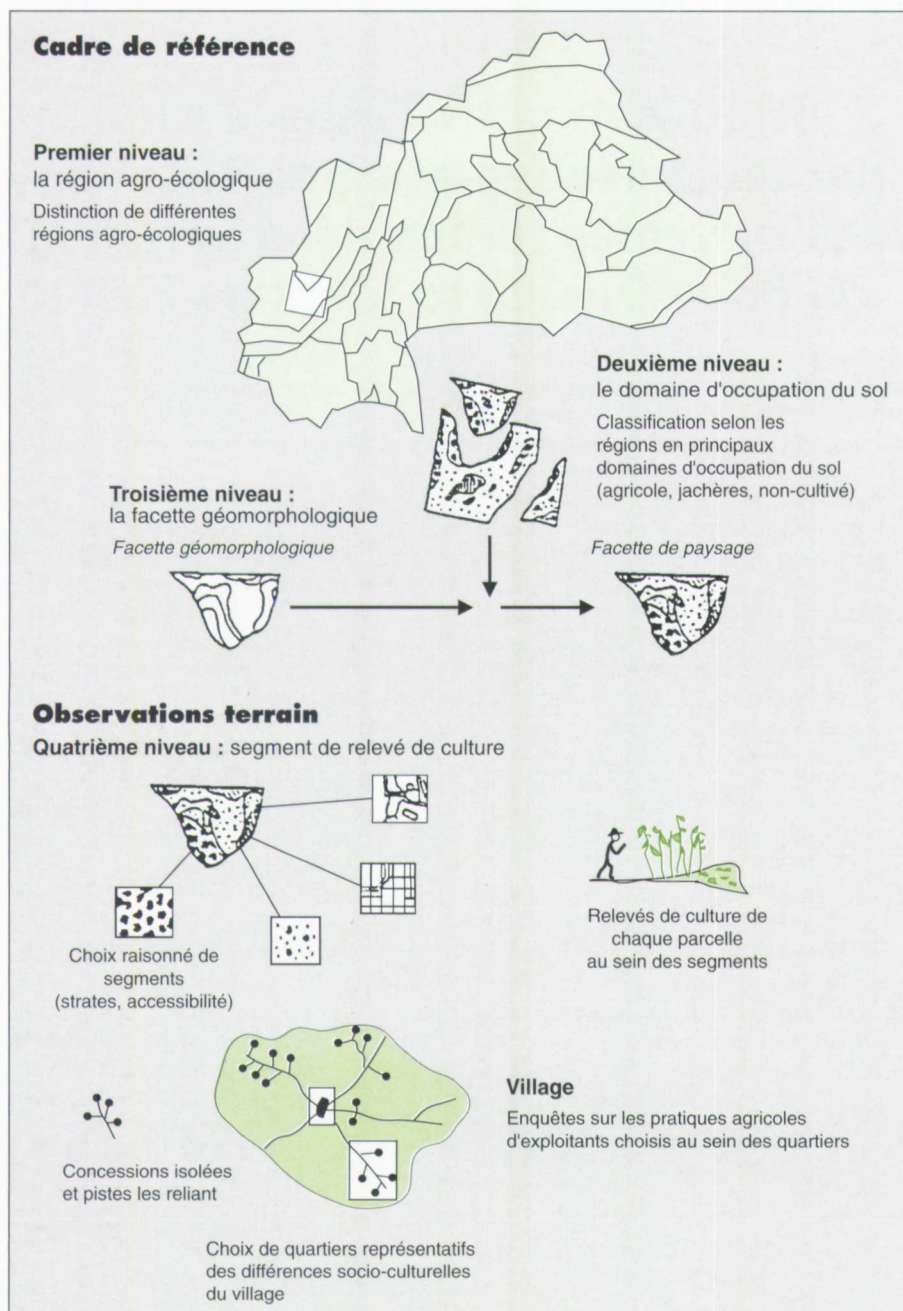 Cadre de référence
Premier niveau :
la région agro-écologique
Distinction de différentes
régions agro-écologiques
Deuxième niveau :
le domaine d'occupation du sol
Classification selon les
régions en principaux
domaines d'occupation du sol
(agricole, jachères, non-cultivé)
Troisième niveau :
la facette géomorphologique
Facette géomorphologique
Facette de paysage
Observations terrain
Quatrième niveau : segment de relevé de culture
Choix raisonné de
segments
(strates, accessibilité)
Relevés de culture de
chaque parcelle
au sein des segments
Village
Enquêtes sur les pratiques agricoles
d'exploitants choisis au sein des quartiers
Concessions isolées
et pistes les reliant
Choix de quartiers représentatifs
des différences socio-culturelles
du village